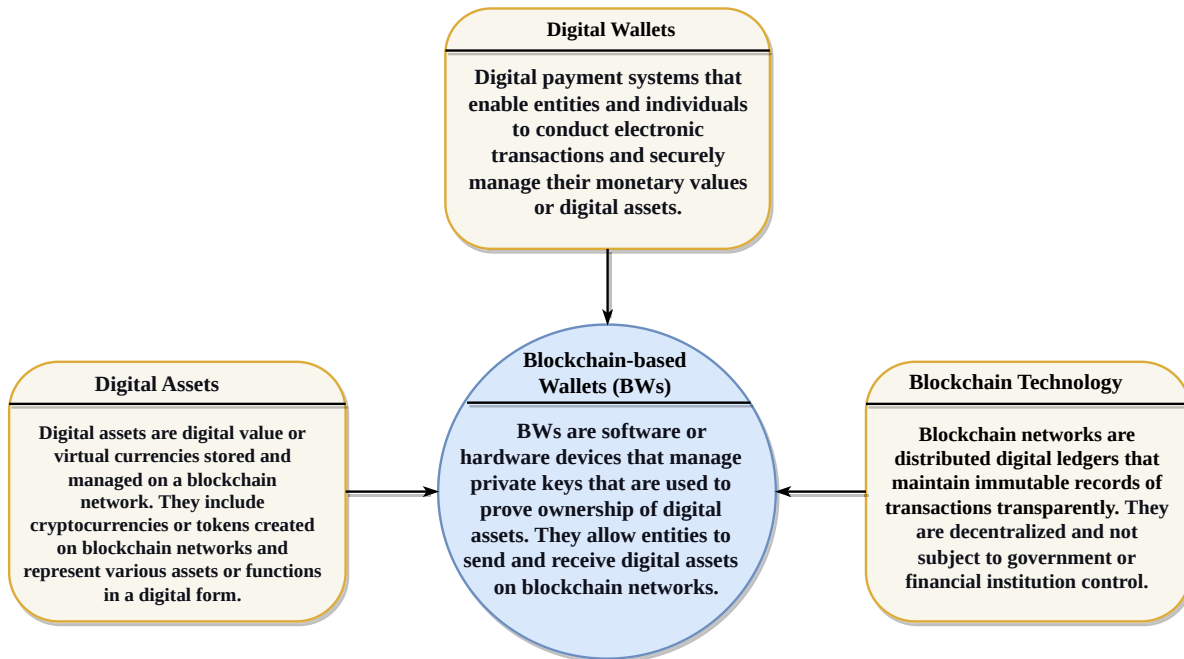 Digital Wallets
Digital payment systems that
enable entities and individuals
to conduct electronic
transactions and securely
manage their monetary values
or digital assets.
Digital Assets
Digital assets are digital value or
virtual currencies stored and
managed on a blockchain
network. They include
cryptocurrencies or tokens created
on blockchain networks and
represent various assets or functions
in a digital form.
Blockchain-based
Wallets (BWs)
BWs are software or
hardware devices that manage
private keys that are used to
prove ownership of digital
assets. They allow entities to
send and receive digital assets
on blockchain networks.
Blockchain Technology
Blockchain networks are
distributed digital ledgers that
maintain immutable records of
transactions transparently. They
are decentralized and not
subject to government or
financial institution control.